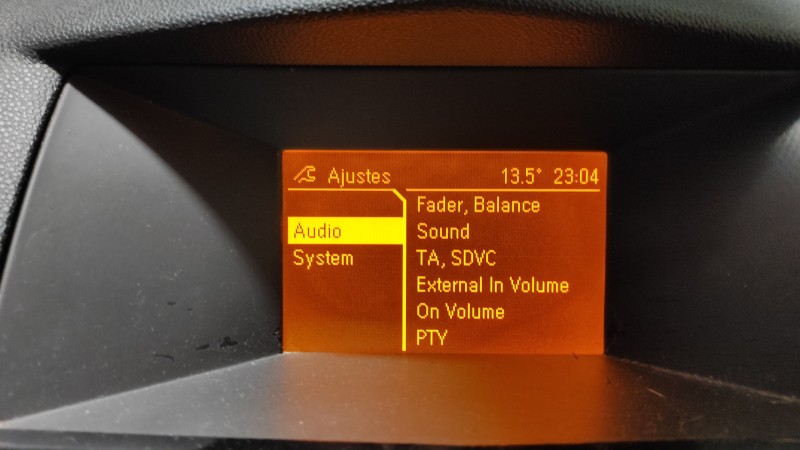 Ajustes 13.5° 23:04
Audio
System
Fader, Balance
Sound
TA, SDVC
External In Volume
On Volume
PTY